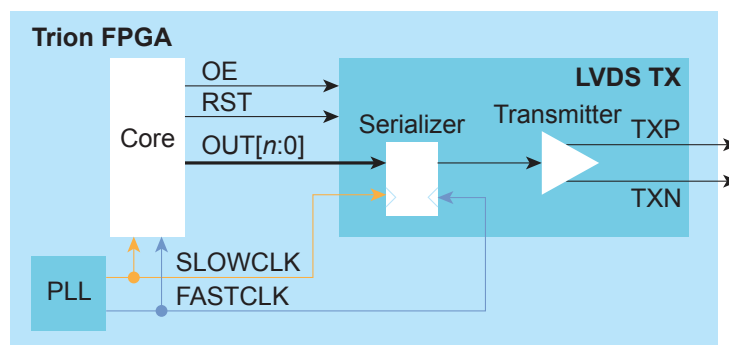 Trion FPGA
OE
LVDS TX
RST
Transmitter
Serializer
TXP
Core
OUT[n:0]
TXN
SLOWCLK
PLL
FASTCLK